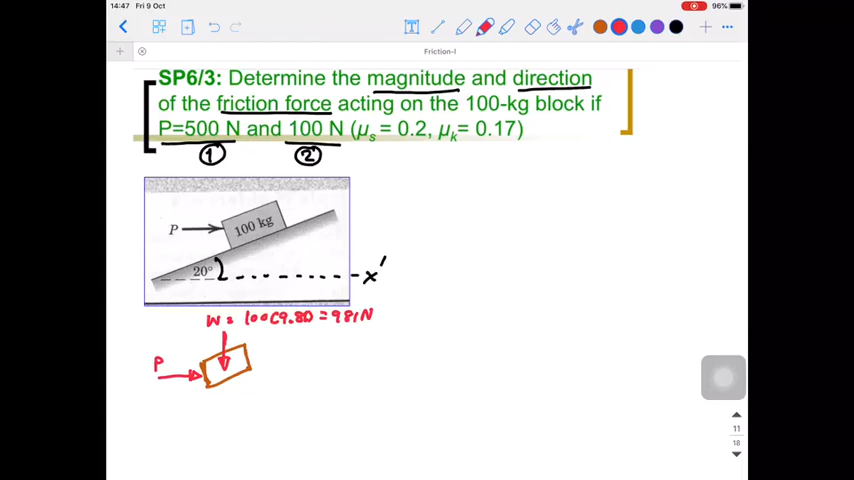 14:47 Fri 9 Oct
96%
Friction-I
SP6/3: Determine the magnitude and direction
of the friction force acting on the 100-kg block if
P=500 N and 100 N (μs = 0.2, μk= 0.17)
1 2
P
100 kg
20°
x'
W = 100(9.81) = 981N
P
11
18